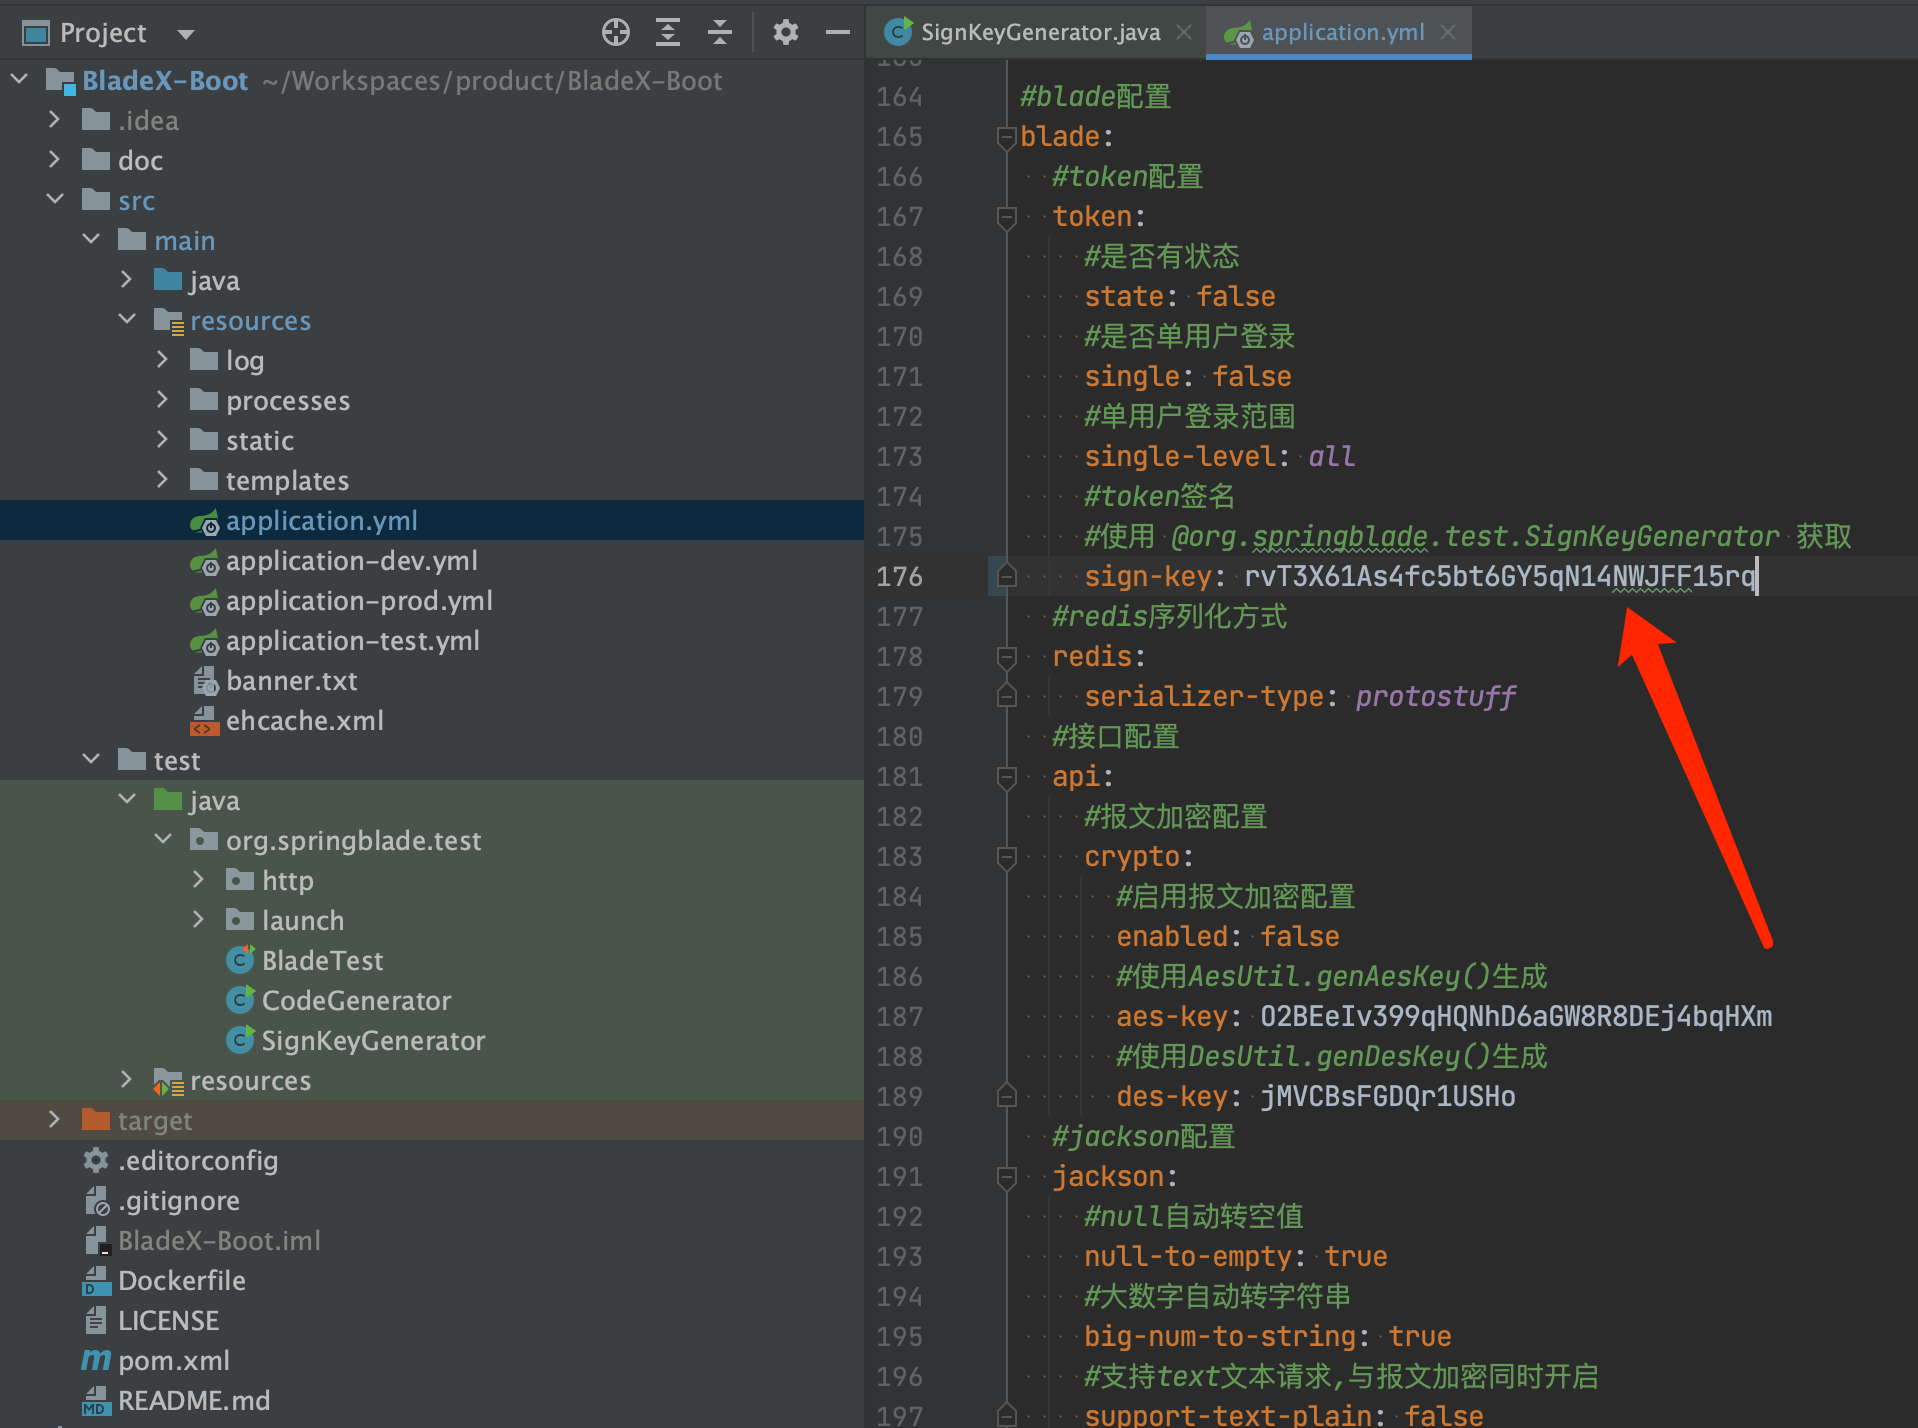 Project
BladeX-Boot ~/Workspaces/product/BladeX-Boot
.idea
doc
src
main
java
resources
log
processes
static
templates
application.yml
application-dev.yml
application-prod.yml
application-test.yml
banner.txt
ehcache.xml
test
java
org.springblade.test
http
launch
BladeTest
CodeGenerator
SignKeyGenerator
resources
target
.editorconfig
.gitignore
BladeX-Boot.iml
Dockerfile
LICENSE
pom.xml
README.md
SignKeyGenerator.java
application.yml
164 #blade配置
165 blade:
166 #token配置
167 token:
168 #是否有状态
169 state: false
170 #是否单用户登录
171 single: false
172 #单用户登录范围
173 single-level: all
174 #token签名
175 #使用 @org.springblade.test.SignKeyGenerator 获取
176 sign-key: rvT3X61As4fc5bt6GY5qN14NWJFF15rq
177 #redis序列化方式
178 redis:
179 serializer-type: protostuff
180 #接口配置
181 api:
182 #报文加密配置
183 crypto:
184 #启用报文加密配置
185 enabled: false
186 #使用AesUtil.genAesKey()生成
187 aes-key: O2BEeIv399qHQNhD6aGW8R8DEj4bqHXm
188 #使用DesUtil.genDesKey()生成
189 des-key: jMVCBsFGDQr1USHo
190 #jackson配置
191 jackson:
192 #null自动转空值
193 null-to-empty: true
194 #大数字自动转字符串
195 big-num-to-string: true
196 #支持text文本请求,与报文加密同时开启
197 support-text-plain: false